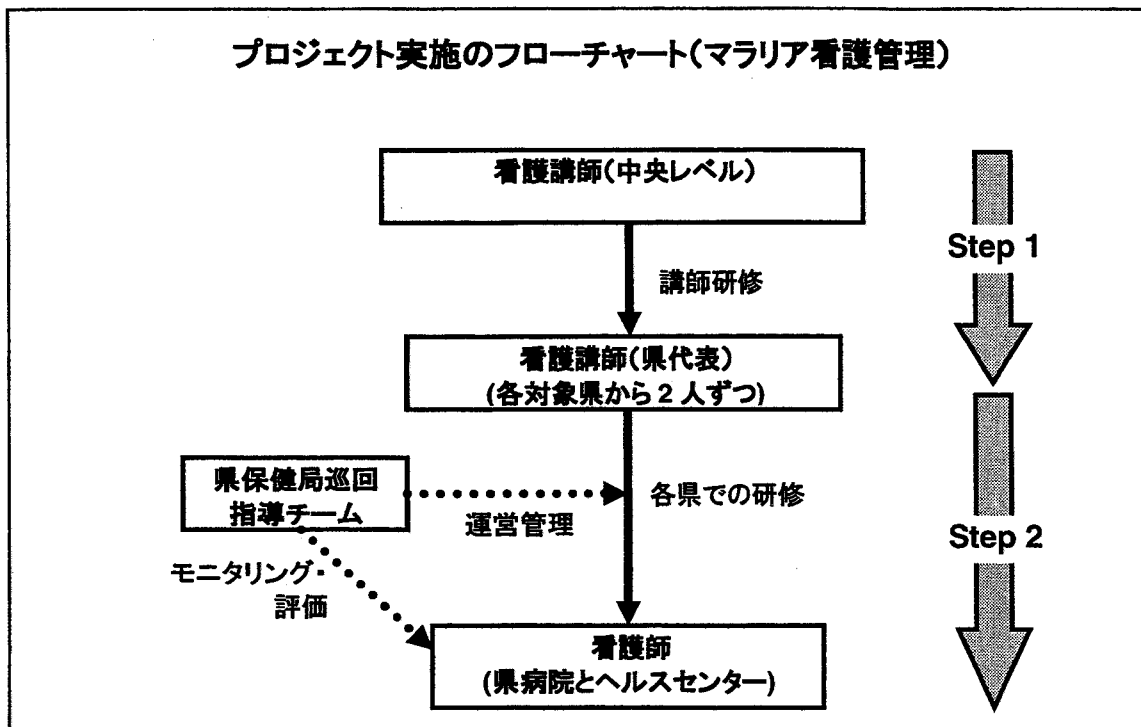 プロジェクト実施のフローチャート(マラリア看護管理)
看護講師(中央レベル)
Step 1
講師研修
看護講師(県代表)
(各対象県から2人ずつ)
県保健局巡回
指導チーム
各県での研修
運営管理
Step 2
モニタリング・
評価
看護師
(県病院とヘルスセンター)